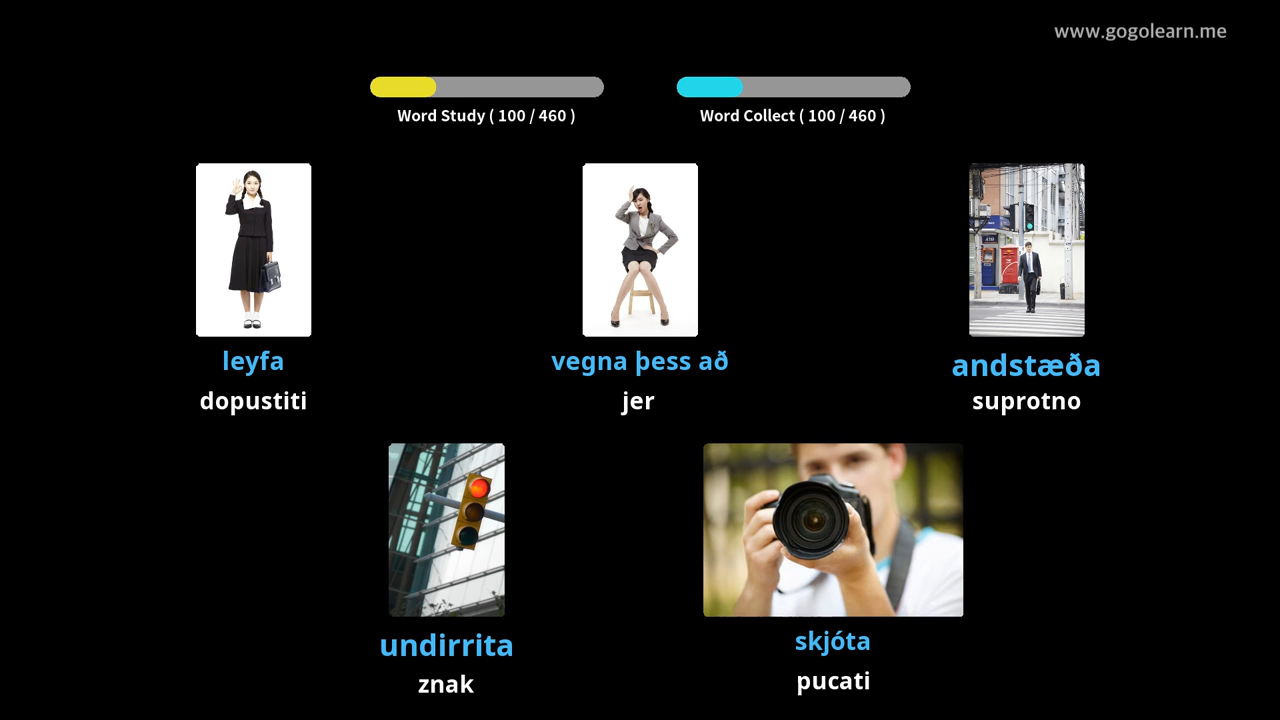 www.gogolearn.me
Word Study ( 100 / 460 )
Word Collect ( 100 / 460 )
leyfa
dopustiti
vegna þess að
jer
andstæða
suprotno
undirrita
znak
skjóta
pucati